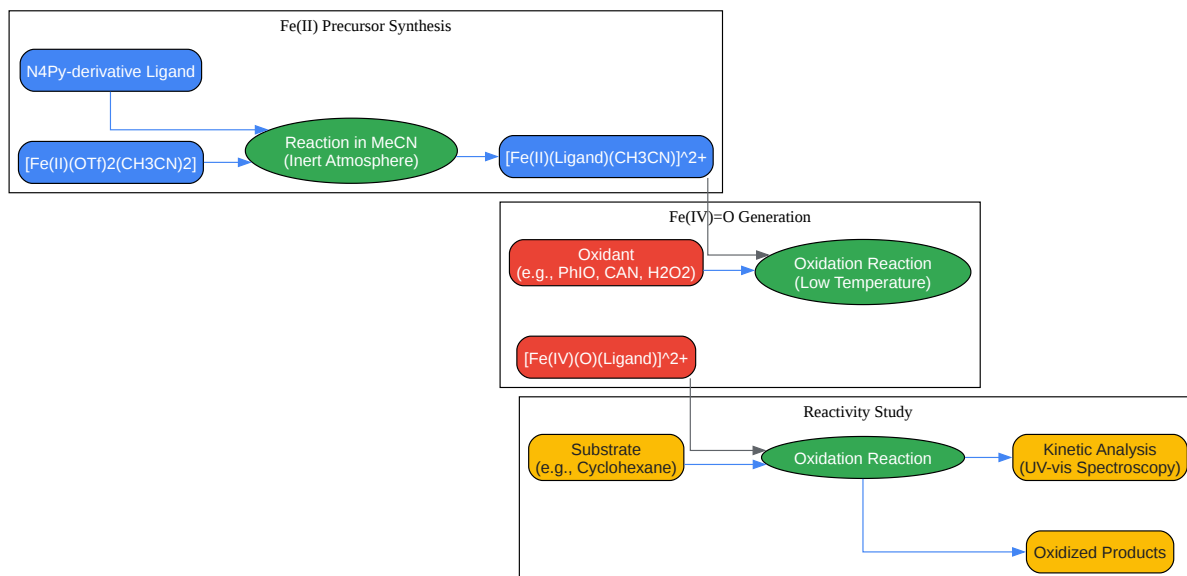 Fe(II) Precursor Synthesis
N4Py-derivative Ligand
[Fe(II)(OTf)2(CH3CN)2]
Reaction in MeCN
(Inert Atmosphere)
[Fe(II)(Ligand)(CH3CN)]^2+
Fe(IV)=O Generation
Oxidant
(e.g., PhIO, CAN, H2O2)
Oxidation Reaction
(Low Temperature)
[Fe(IV)(O)(Ligand)]^2+
Reactivity Study
Substrate
(e.g., Cyclohexane)
Oxidation Reaction
Kinetic Analysis
(UV-vis Spectroscopy)
Oxidized Products